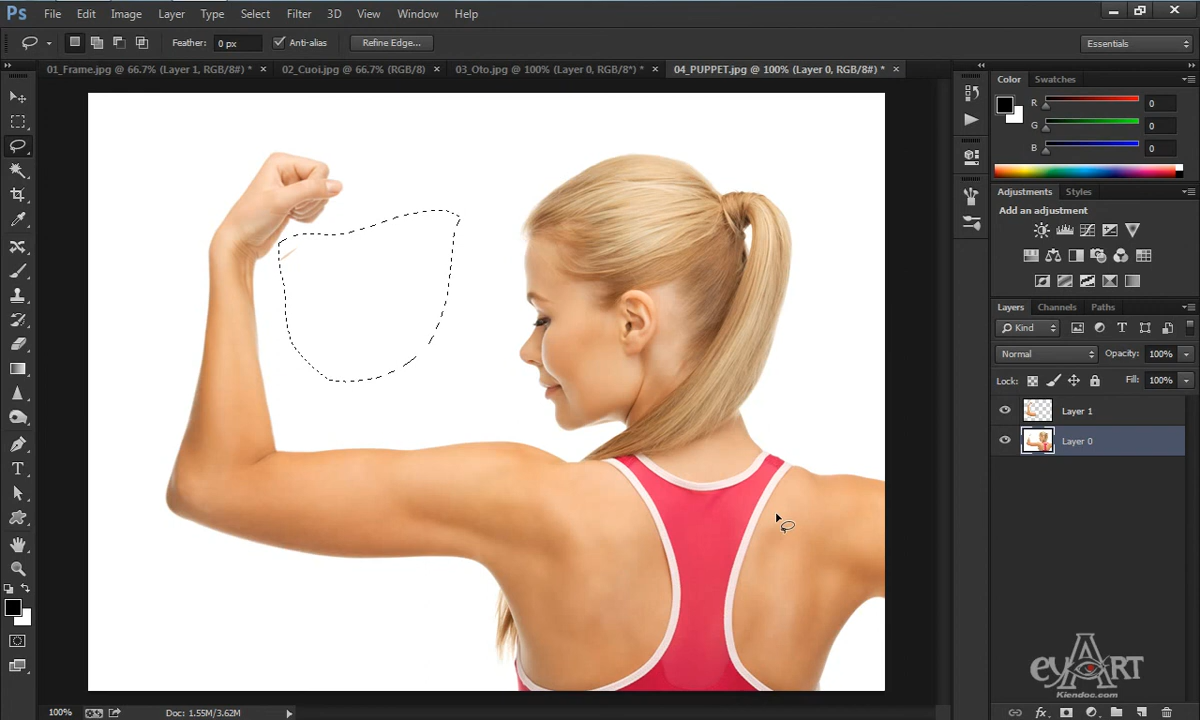 Ps File Edit Image Layer Type Select Filter 3D View Window Help
Feather: 0 px Anti-alias Refine Edge... Essentials
01_Frame.jpg @ 66.7% (Layer 1, RGB/8#) * × 02_Cuoi.jpg @ 66.7% (RGB/8) × 03_Oto.jpg @ 100% (Layer 0, RGB/8*) * × 04_PUPPET.jpg @ 100% (Layer 0, RGB/8#) * ×
Color Swatches
R 0
G 0
B 0
Adjustments Styles
Add an adjustment
Layers Channels Paths
Kind
Normal Opacity: 100%
Lock: Fill: 100%
Layer 1
Layer 0
eyART
Kiendoc.com
100% Doc: 1.55M/3.62M